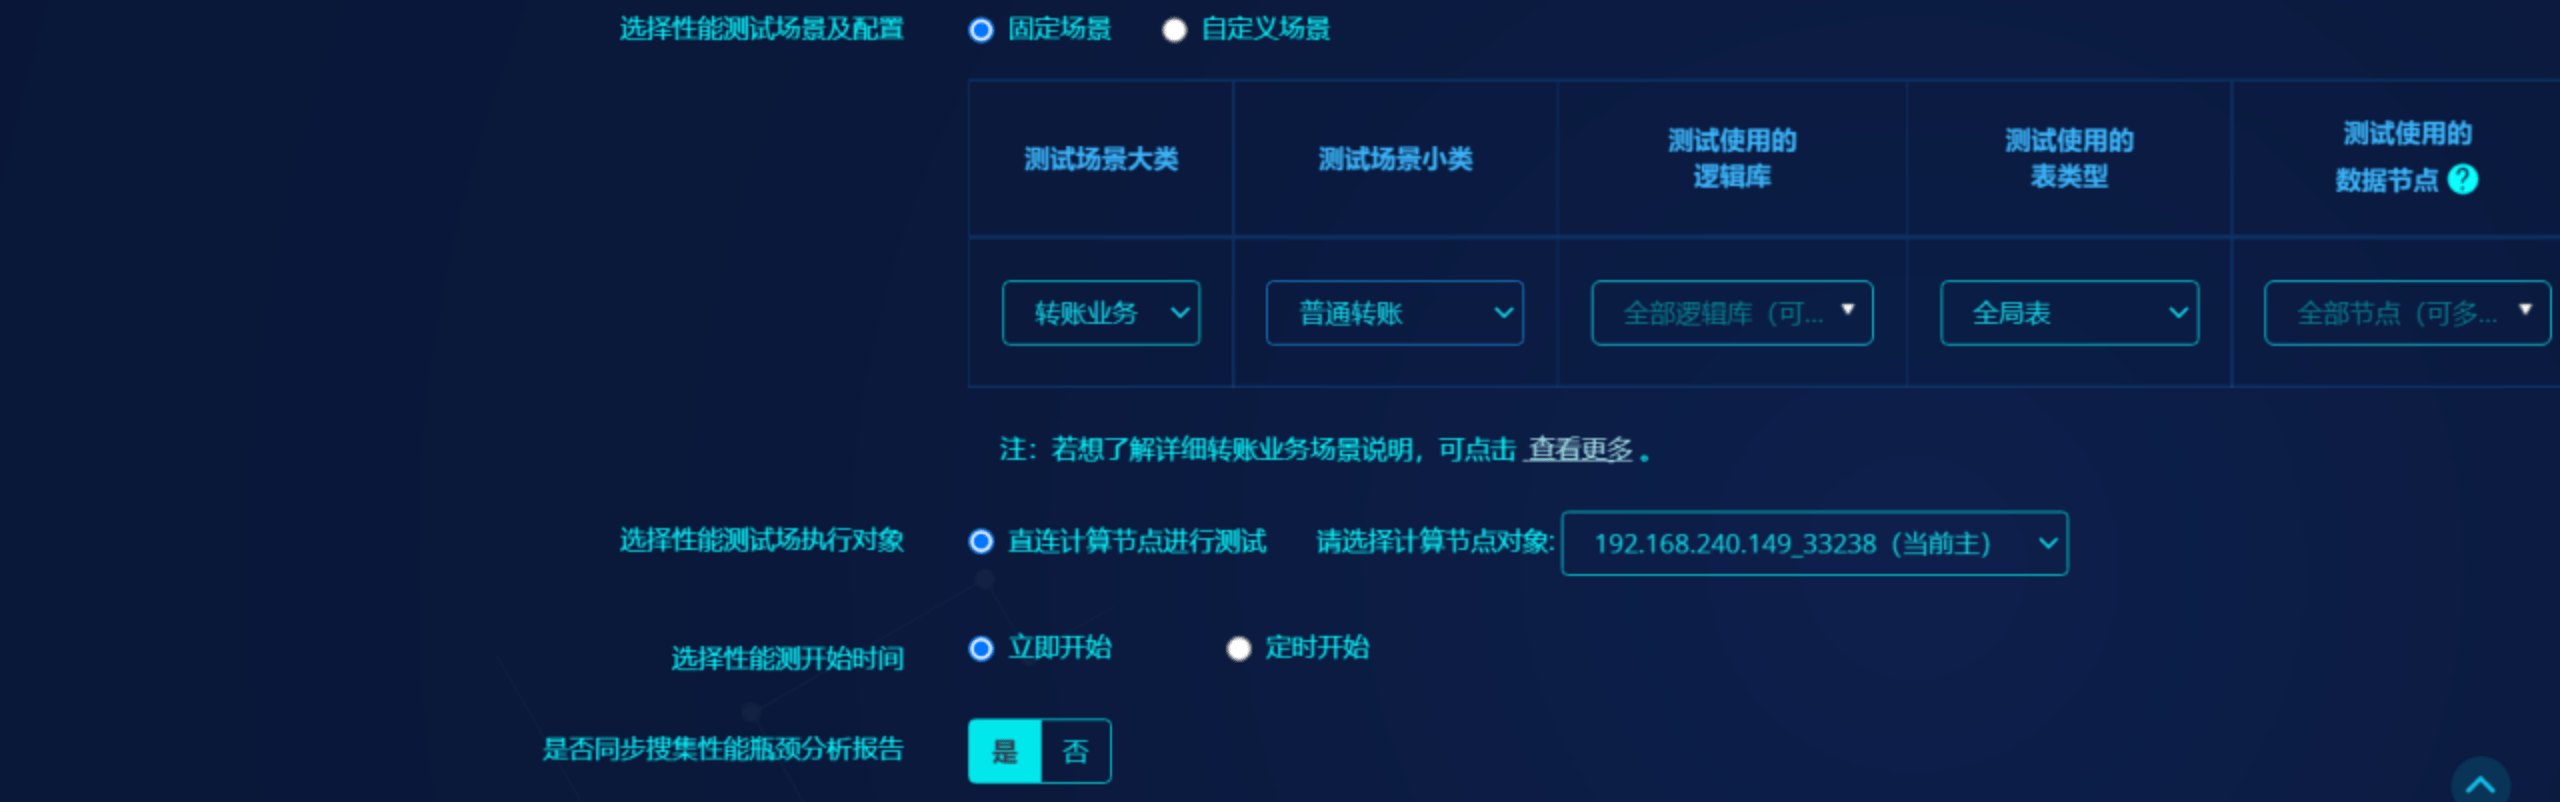 选择性能测试场景及配置 固定场景 自定义场景
测试场景大类 测试场景小类 测试使用的 测试使用的 测试使用的
逻辑库 表类型 数据节点 ?
转账业务 普通转账 全部逻辑库（可... 全局表 全部节点（可多...
注：若想了解详细转账业务场景说明，可点击 查看更多 。
选择性能测试场执行对象 直连计算节点进行测试 请选择计算节点对象: 192.168.240.149_33238（当前主）
选择性能测开始时间 立即开始 定时开始
是否同步搜集性能瓶颈分析报告 是 否